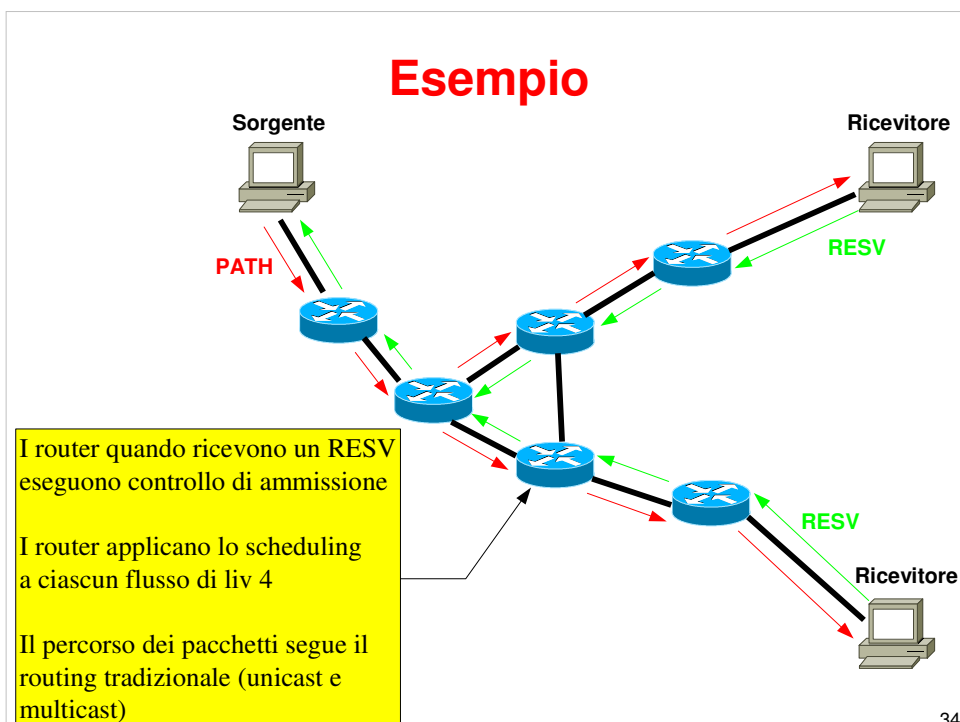 Esempio
Sorgente
Ricevitore
PATH
RESV
I router quando ricevono un RESV
eseguono controllo di ammissione
I router applicano lo scheduling
a ciascun flusso di liv 4
Il percorso dei pacchetti segue il
routing tradizionale (unicast e
multicast)
RESV
Ricevitore
34